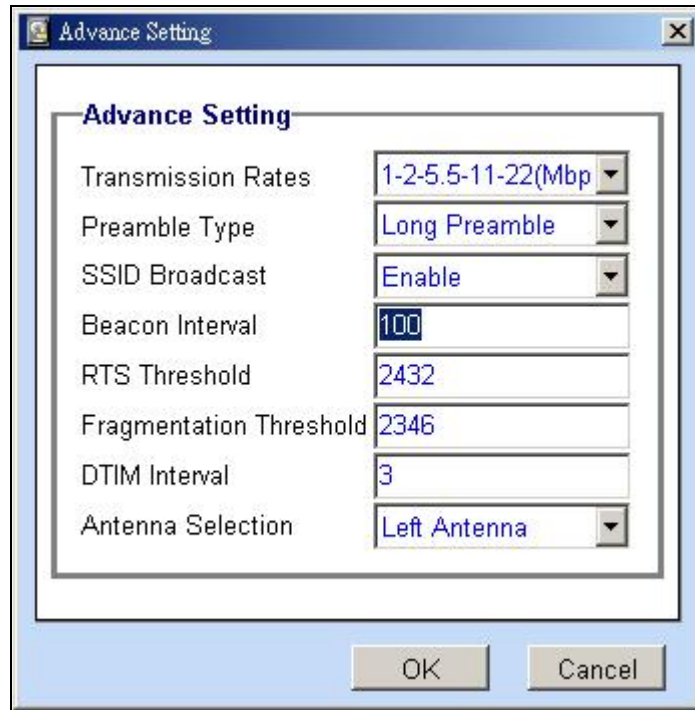 Advance Setting
Advance Setting
Transmission Rates 1-2-5.5-11-22(Mbp
Preamble Type Long Preamble
SSID Broadcast Enable
Beacon Interval 100
RTS Threshold 2432
Fragmentation Threshold 2346
DTIM Interval 3
Antenna Selection Left Antenna
OK Cancel